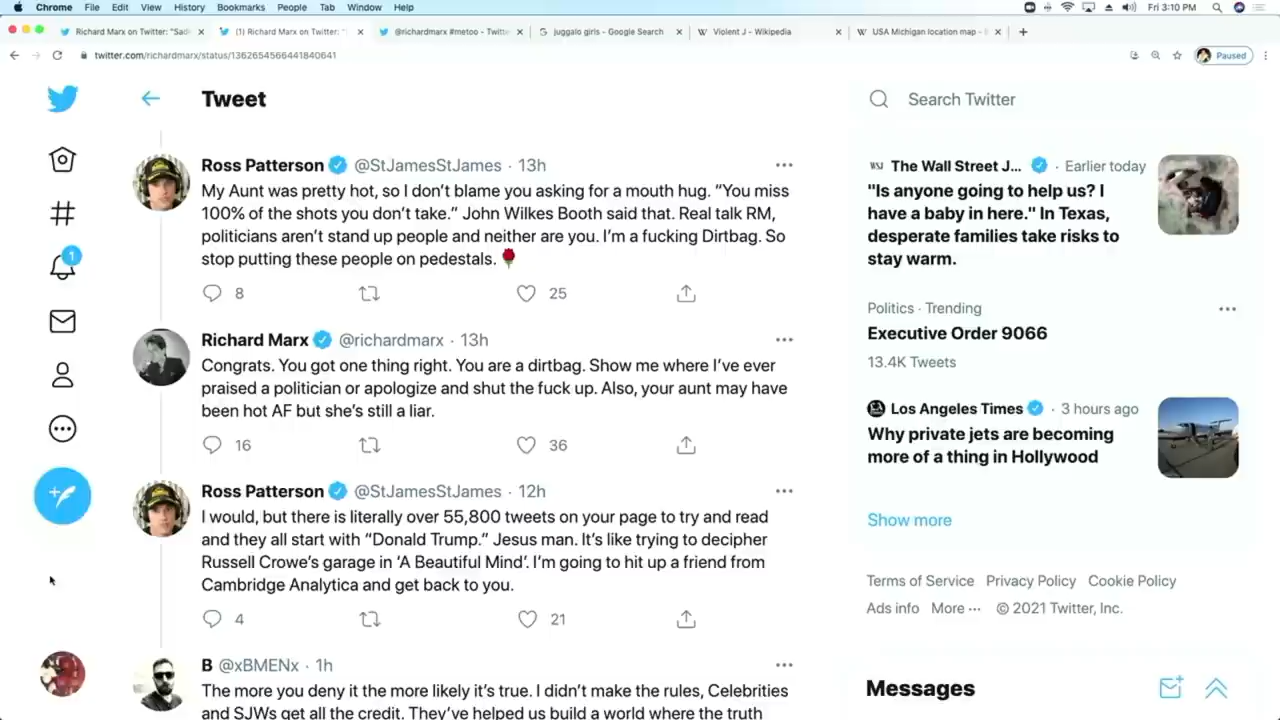 Chrome File Edit View History Bookmarks People Tab Window Help
Fri 3:10 PM
Richard Marx on Twitter: "Sad
(1) Richard Marx on Twitter: "
@richardmarx #metoo - Twitte
juggalo girls - Google Search
Violent J - Wikipedia
USA Michigan location map -
twitter.com/richardmarx/status/1362654566441840641
Paused
Tweet
Search Twitter
Ross Patterson @StJamesStJames · 13h
My Aunt was pretty hot, so I don't blame you asking for a mouth hug. "You miss
100% of the shots you don't take." John Wilkes Booth said that. Real talk RM,
politicians aren't stand up people and neither are you. I'm a fucking Dirtbag. So
stop putting these people on pedestals. 🌹
8 25
Richard Marx @richardmarx · 13h
Congrats. You got one thing right. You are a dirtbag. Show me where I've ever
praised a politician or apologize and shut the fuck up. Also, your aunt may have
been hot AF but she's still a liar.
16 36
Ross Patterson @StJamesStJames · 12h
I would, but there is literally over 55,800 tweets on your page to try and read
and they all start with "Donald Trump." Jesus man. It's like trying to decipher
Russell Crowe's garage in 'A Beautiful Mind'. I'm going to hit up a friend from
Cambridge Analytica and get back to you.
4 21
B @xBMENx · 1h
The more you deny it the more likely it's true. I didn't make the rules, Celebrities
and SJWs get all the credit. They've helped us build a world where the truth
1
WSJ The Wall Street J... · Earlier today
"Is anyone going to help us? I
have a baby in here." In Texas,
desperate families take risks to
stay warm.
Politics · Trending
Executive Order 9066
13.4K Tweets
Los Angeles Times · 3 hours ago
Why private jets are becoming
more of a thing in Hollywood
Show more
Terms of Service Privacy Policy Cookie Policy
Ads info More ··· © 2021 Twitter, Inc.
Messages